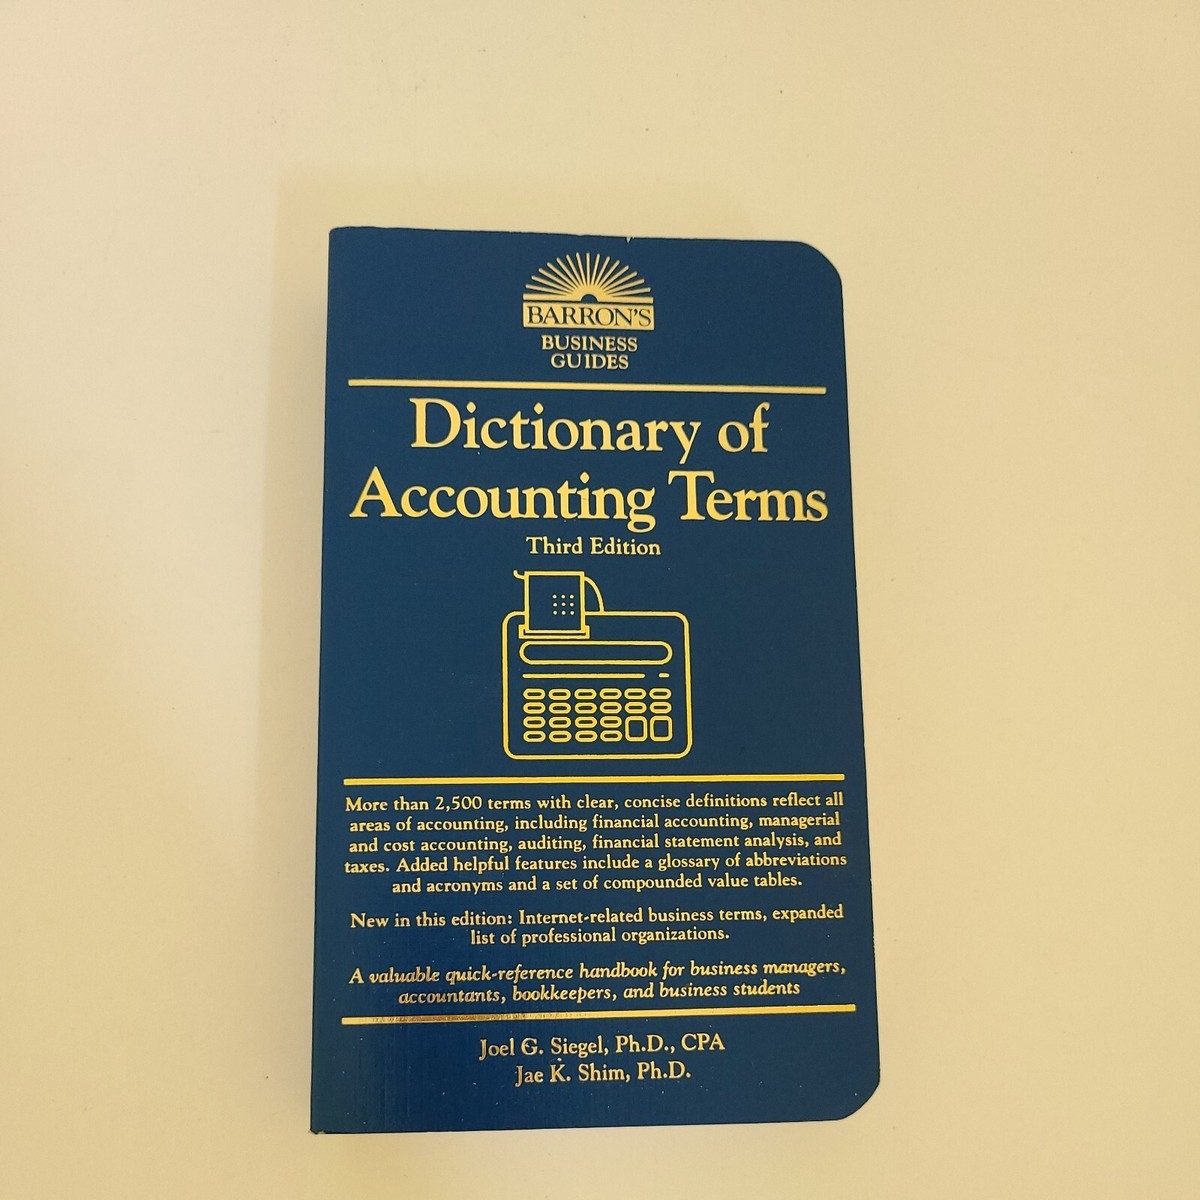 BARRON'S
BUSINESS
GUIDES
Dictionary of
Accounting Terms
Third Edition
More than 2,500 terms with clear, concise definitions reflect all
areas of accounting, including financial accounting, managerial
and cost accounting, auditing, financial statement analysis, and
taxes. Added helpful features include a glossary of abbreviations
and acronyms and a set of compounded value tables.
New in this edition: Internet-related business terms, expanded
list of professional organizations.
A valuable quick-reference handbook for business managers,
accountants, bookkeepers, and business students
Joel G. Siegel, Ph.D., CPA
Jae K. Shim, Ph.D.